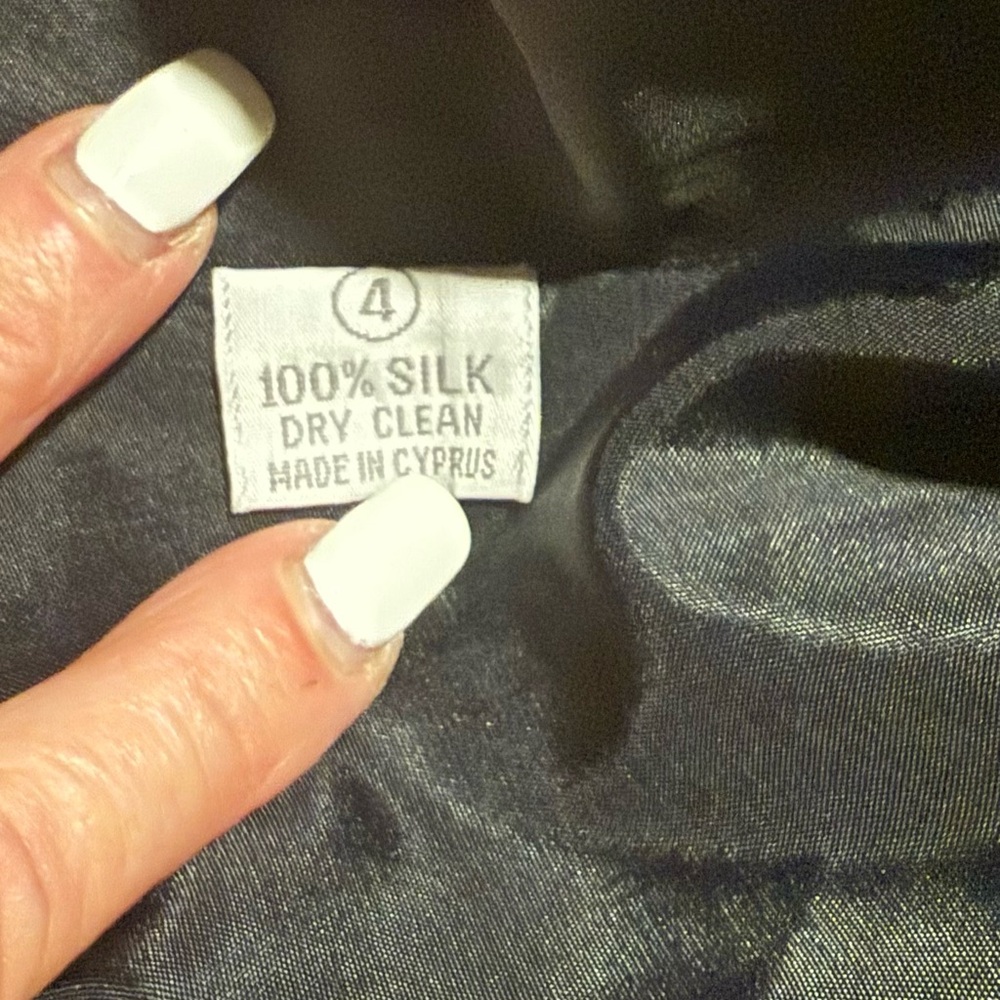 4
100% SILK
DRY CLEAN
MADE IN CYPRUS